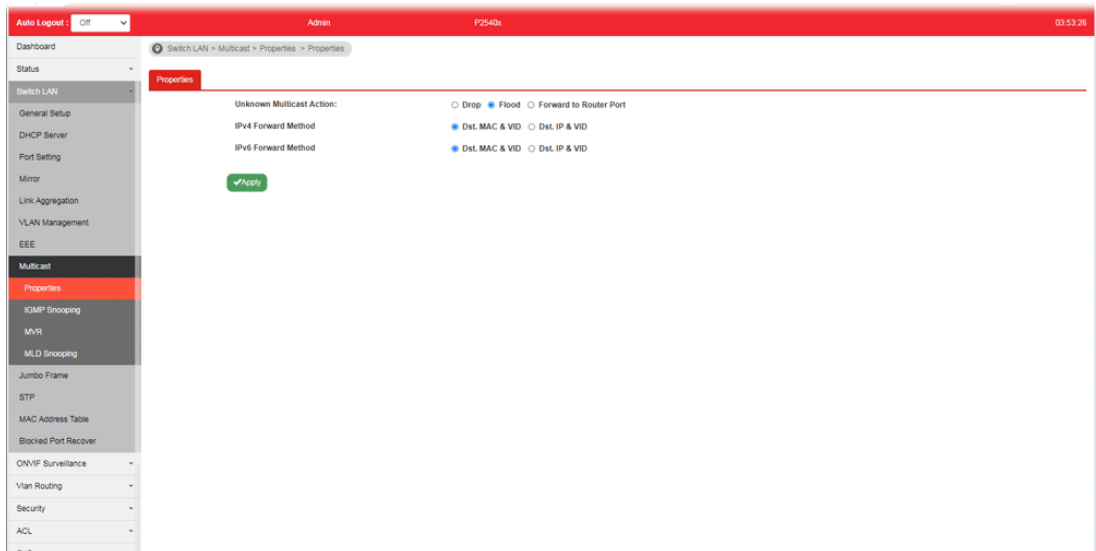 Auto Logout : Off
Admin
P2540x
03:53:26
Dashboard
Status
Switch LAN
General Setup
DHCP Server
Port Setting
Mirror
Link Aggregation
VLAN Management
EEE
Multicast
Properties
IGMP Snooping
MVR
MLD Snooping
Jumbo Frame
STP
MAC Address Table
Blocked Port Recover
ONVIF Surveillance
Vlan Routing
Security
ACL
Switch LAN > Multicast > Properties > Properties
Properties
Unknown Multicast Action: Drop Flood Forward to Router Port
IPv4 Forward Method Dst. MAC & VID Dst. IP & VID
IPv6 Forward Method Dst. MAC & VID Dst. IP & VID
Apply